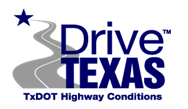 Drive™
TEXAS
TxDOT Highway Conditions